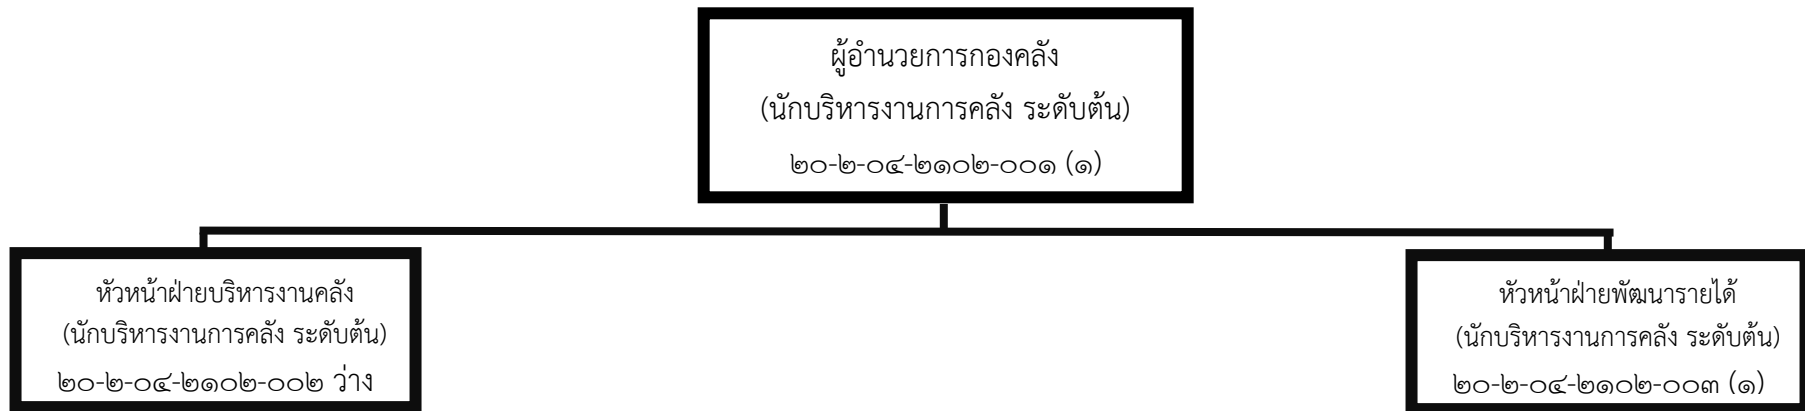 ผู้อำนวยการกองคลัง
(นักบริหารงานการคลัง ระดับต้น)
๒๐-๒-๐๔-๒๑๐๒-๐๐๑ (๑)
หัวหน้าฝ่ายบริหารงานคลัง
(นักบริหารงานการคลัง ระดับต้น)
๒๐-๒-๐๔-๒๑๐๒-๐๐๒ ว่าง
หัวหน้าฝ่ายพัฒนารายได้
(นักบริหารงานการคลัง ระดับต้น)
๒๐-๒-๐๔-๒๑๐๒-๐๐๓ (๑)